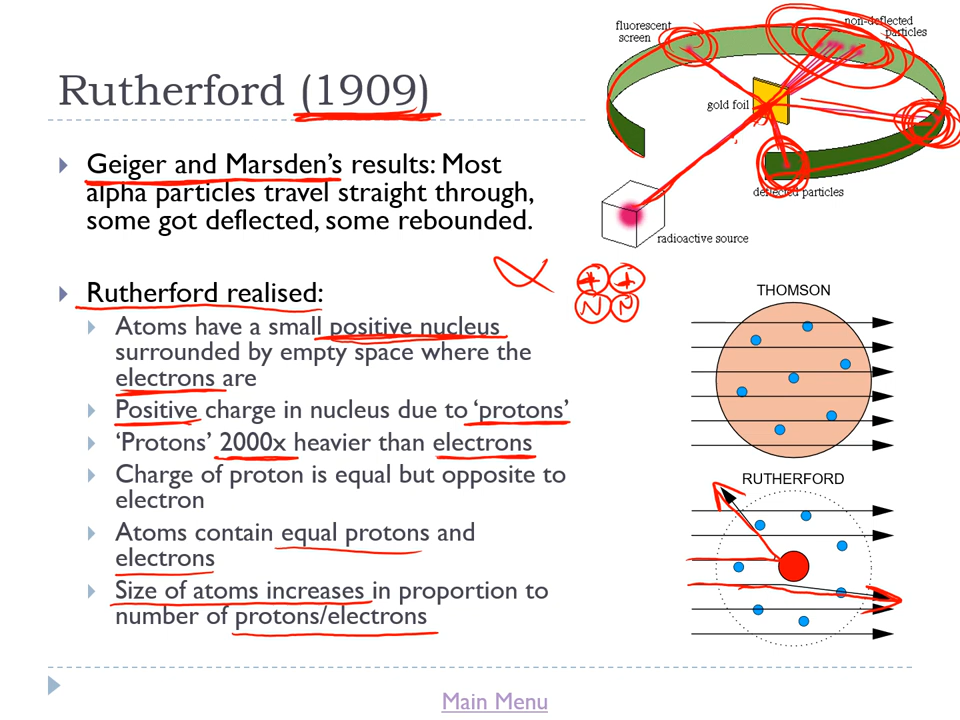 Rutherford (1909)
Geiger and Marsden's results: Most
alpha particles travel straight through,
some got deflected, some rebounded.
Rutherford realised:
Atoms have a small positive nucleus
surrounded by empty space where the
electrons are
Positive charge in nucleus due to 'protons'
'Protons' 2000x heavier than electrons
Charge of proton is equal but opposite to
electron
Atoms contain equal protons and
electrons
Size of atoms increases in proportion to
number of protons/electrons
fluorescent
screen
non-deflected
particles
gold foil
deflected particles
radioactive source
α
+ +
N N
THOMSON
RUTHERFORD
Main Menu